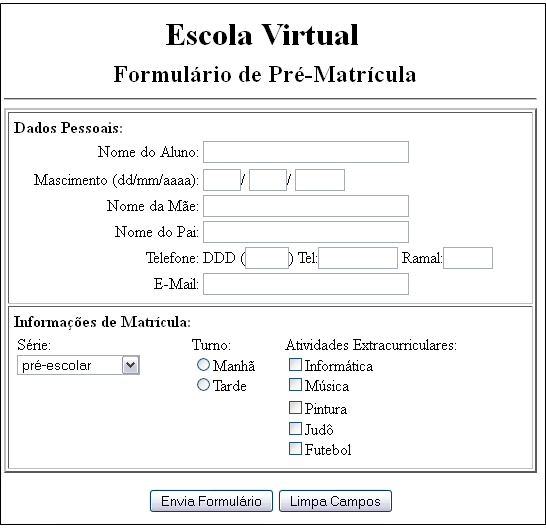 Escola Virtual
Formulário de Pré-Matrícula
Dados Pessoais:
Nome do Aluno:
Mascimento (dd/mm/aaaa): / /
Nome da Mãe:
Nome do Pai:
Telefone: DDD ( ) Tel: Ramal:
E-Mail:
Informações de Matrícula:
Série: Turno: Atividades Extracurriculares:
pré-escolar Manhã Informática
Tarde Música
Pintura
Judô
Futebol
Envia Formulário Limpa Campos